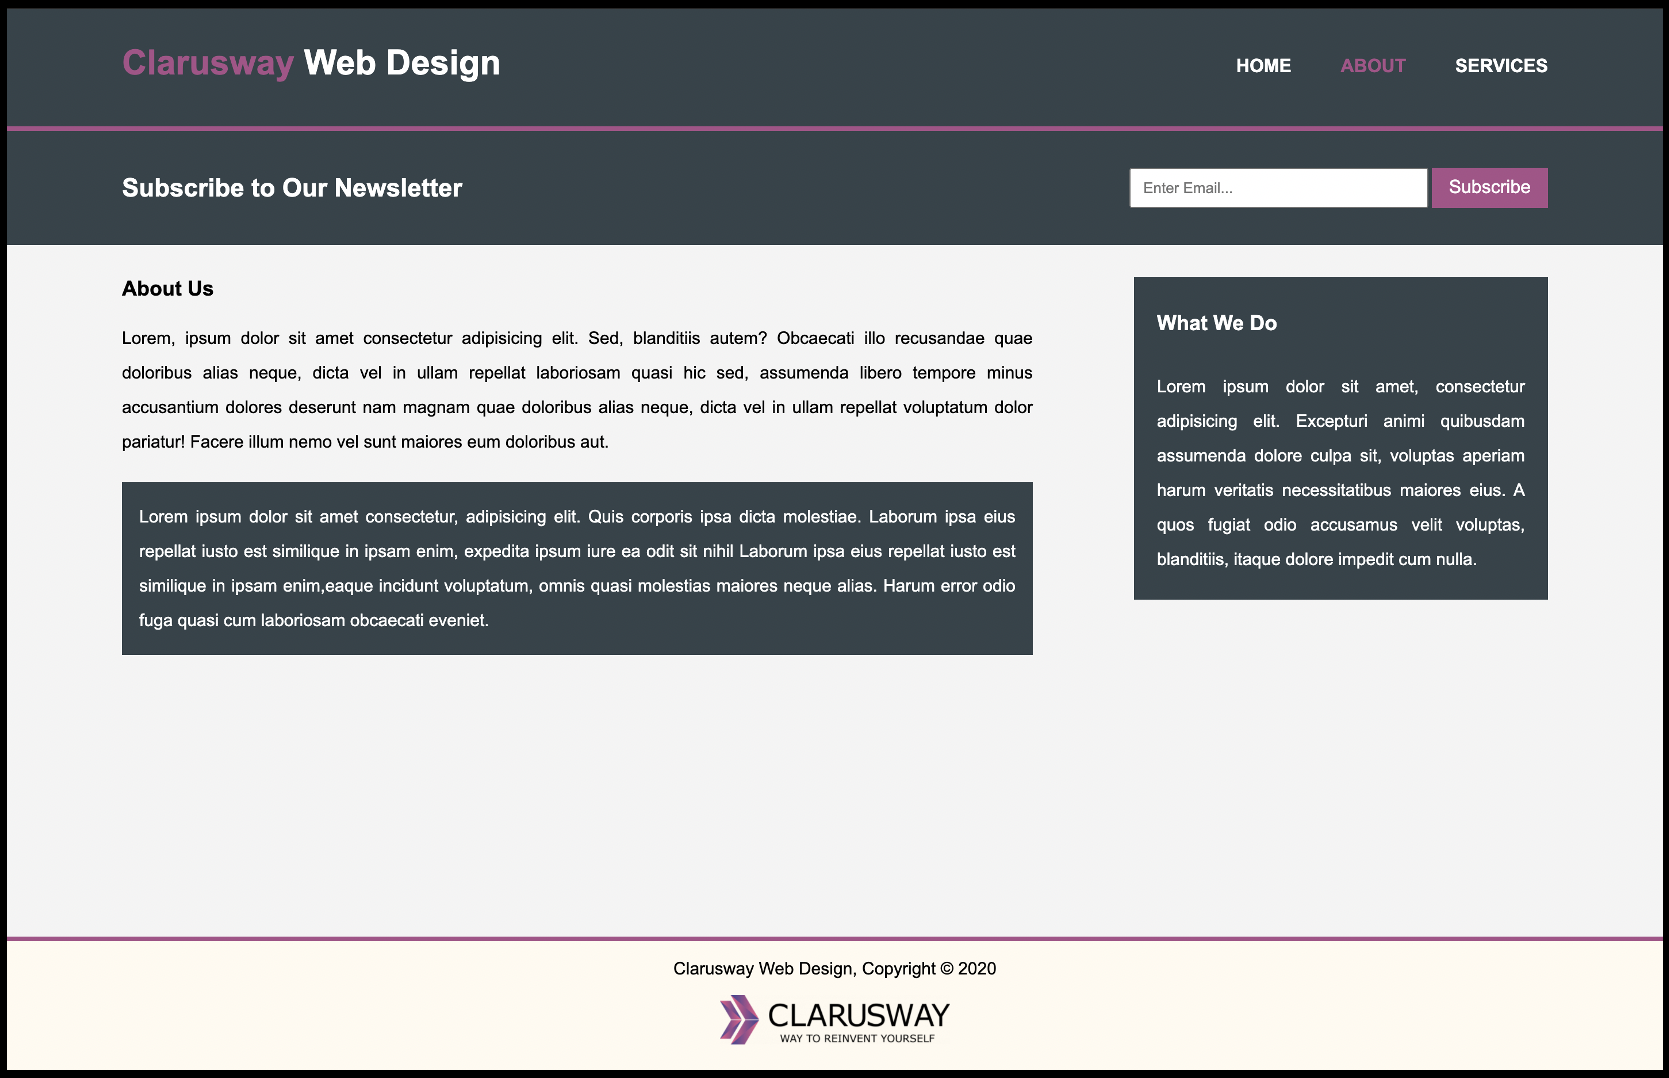 Clarusway Web Design
HOME ABOUT SERVICES
Subscribe to Our Newsletter
Enter Email...
Subscribe
About Us
Lorem, ipsum dolor sit amet consectetur adipisicing elit. Sed, blanditiis autem? Obcaecati illo recusandae quae
doloribus alias neque, dicta vel in ullam repellat laboriosam quasi hic sed, assumenda libero tempore minus
accusantium dolores deserunt nam magnam quae doloribus alias neque, dicta vel in ullam repellat voluptatum dolor
pariatur! Facere illum nemo vel sunt maiores eum doloribus aut.
Lorem ipsum dolor sit amet consectetur, adipisicing elit. Quis corporis ipsa dicta molestiae. Laborum ipsa eius
repellat iusto est similique in ipsam enim, expedita ipsum iure ea odit sit nihil Laborum ipsa eius repellat iusto est
similique in ipsam enim,eaque incidunt voluptatum, omnis quasi molestias maiores neque alias. Harum error odio
fuga quasi cum laboriosam obcaecati eveniet.
What We Do
Lorem ipsum dolor sit amet, consectetur
adipisicing elit. Excepturi animi quibusdam
assumenda dolore culpa sit, voluptas aperiam
harum veritatis necessitatibus maiores eius. A
quos fugiat odio accusamus velit voluptas,
blanditiis, itaque dolore impedit cum nulla.
Clarusway Web Design, Copyright © 2020
CLARUSWAY
WAY TO REINVENT YOURSELF